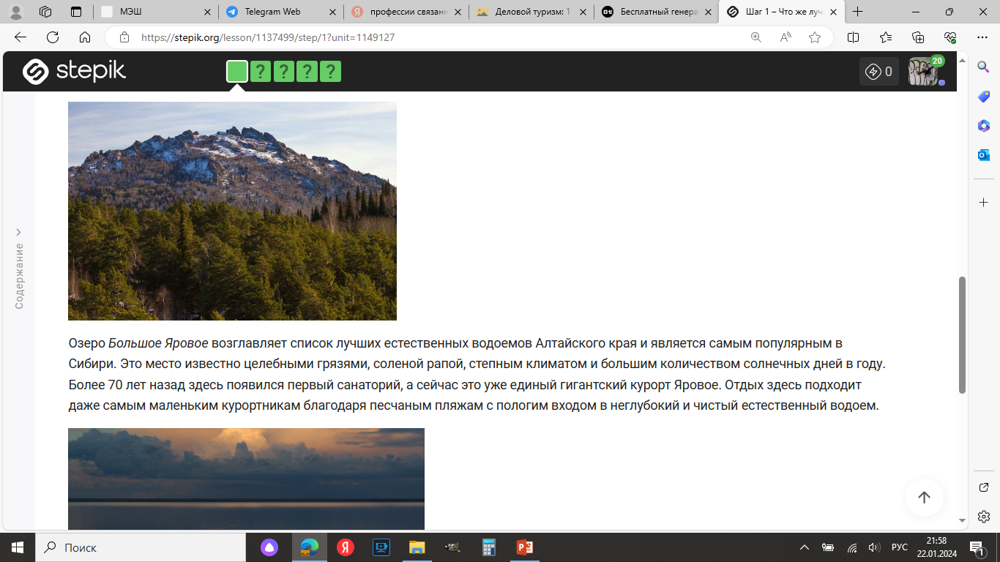 МЭШ
Telegram Web
профессии связанн
Деловой туризм: 1
Бесплатный генера
Шаг 1 – Что же луч
https://stepik.org/lesson/1137499/step/1?unit=1149127
stepik
? ? ? ?
0
20
Содержание
Озеро Большое Яровое возглавляет список лучших естественных водоемов Алтайского края и является самым популярным в
Сибири. Это место известно целебными грязями, соленой рапой, степным климатом и большим количеством солнечных дней в году.
Более 70 лет назад здесь появился первый санаторий, а сейчас это уже единый гигантский курорт Яровое. Отдых здесь подходит
даже самым маленьким курортникам благодаря песчаным пляжам с пологим входом в неглубокий и чистый естественный водоем.
Поиск
РУС
21:58
22.01.2024
1